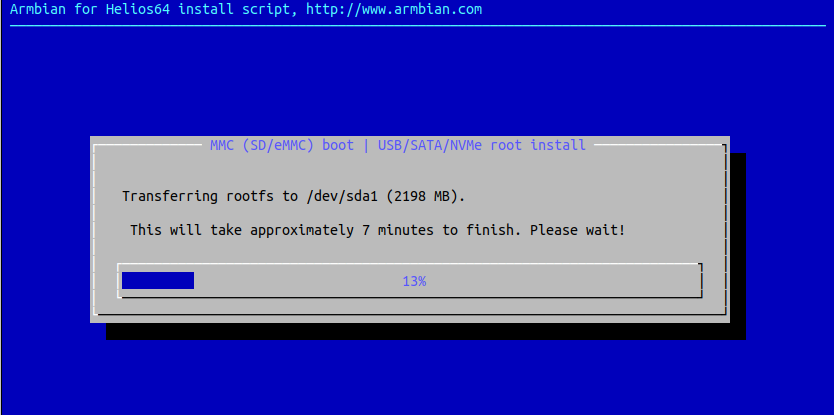 Armbian for Helios64 install script, http://www.armbian.com
MMC (SD/eMMC) boot | USB/SATA/NVMe root install
Transferring rootfs to /dev/sda1 (2198 MB).
This will take approximately 7 minutes to finish. Please wait!
13%